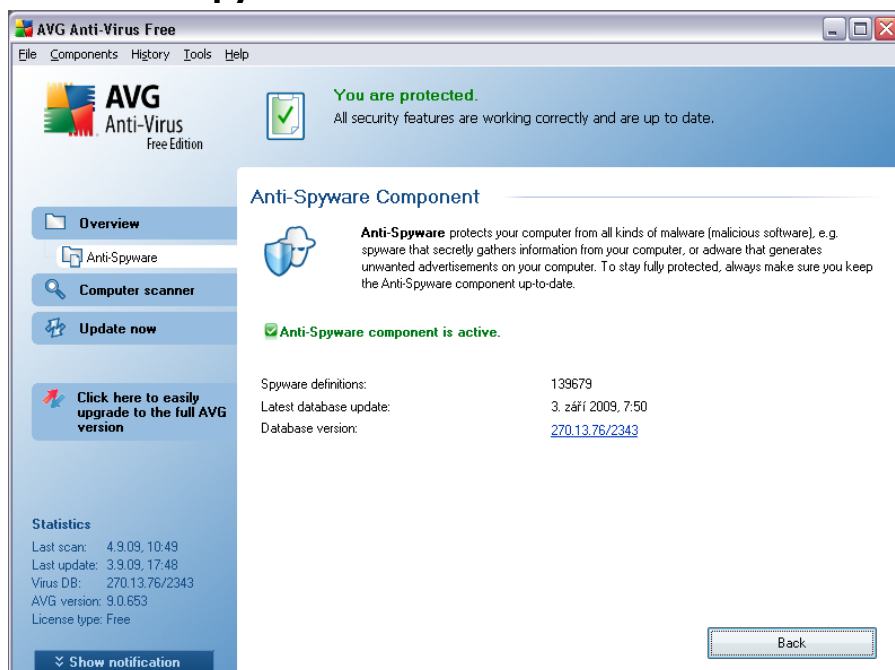 AVG Anti-Virus Free
File Components History Tools Help
AVG
Anti-Virus
Free Edition
You are protected.
All security features are working correctly and are up to date.
Overview
Anti-Spyware
Computer scanner
Update now
Click here to easily
upgrade to the full AVG
version
Statistics
Last scan: 4.9.09, 10:49
Last update: 3.9.09, 17:48
Virus DB: 270.13.76/2343
AVG version: 9.0.653
License type: Free
Show notification
Anti-Spyware Component
Anti-Spyware protects your computer from all kinds of malware (malicious software), e.g.
spyware that secretly gathers information from your computer, or adware that generates
unwanted advertisements on your computer. To stay fully protected, always make sure you keep
the Anti-Spyware component up-to-date.
Anti-Spyware component is active.
Spyware definitions: 139679
Latest database update: 3. září 2009, 7:50
Database version: 270.13.76/2343
Back